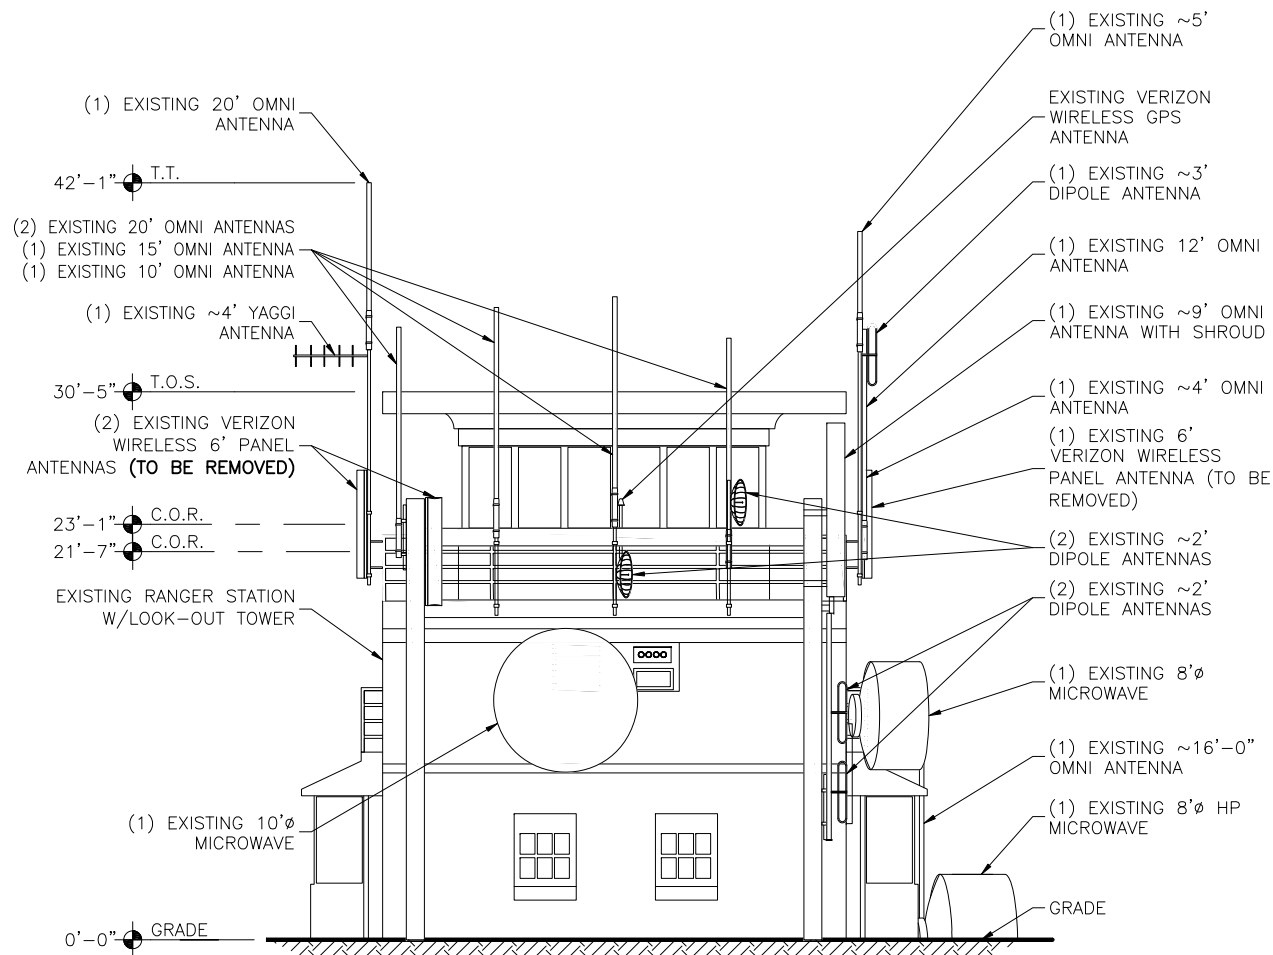 (1) EXISTING ~5'
OMNI ANTENNA
(1) EXISTING 20' OMNI
ANTENNA
EXISTING VERIZON
WIRELESS GPS
ANTENNA
42'-1" T.T.
(1) EXISTING ~3'
DIPOLE ANTENNA
(2) EXISTING 20' OMNI ANTENNAS
(1) EXISTING 15' OMNI ANTENNA
(1) EXISTING 10' OMNI ANTENNA
(1) EXISTING 12' OMNI
ANTENNA
(1) EXISTING ~4' YAGGI
ANTENNA
(1) EXISTING ~9' OMNI
ANTENNA WITH SHROUD
30'-5" T.O.S.
(1) EXISTING ~4' OMNI
ANTENNA
(2) EXISTING VERIZON
WIRELESS 6' PANEL
ANTENNAS (TO BE REMOVED)
(1) EXISTING 6'
VERIZON WIRELESS
PANEL ANTENNA (TO BE
REMOVED)
23'-1" C.O.R.
21'-7" C.O.R.
(2) EXISTING ~2'
DIPOLE ANTENNAS
EXISTING RANGER STATION
W/LOOK-OUT TOWER
(2) EXISTING ~2'
DIPOLE ANTENNAS
(1) EXISTING 8'ø
MICROWAVE
(1) EXISTING ~16'-0"
OMNI ANTENNA
(1) EXISTING 10'ø
MICROWAVE
(1) EXISTING 8'ø HP
MICROWAVE
0'-0" GRADE
GRADE